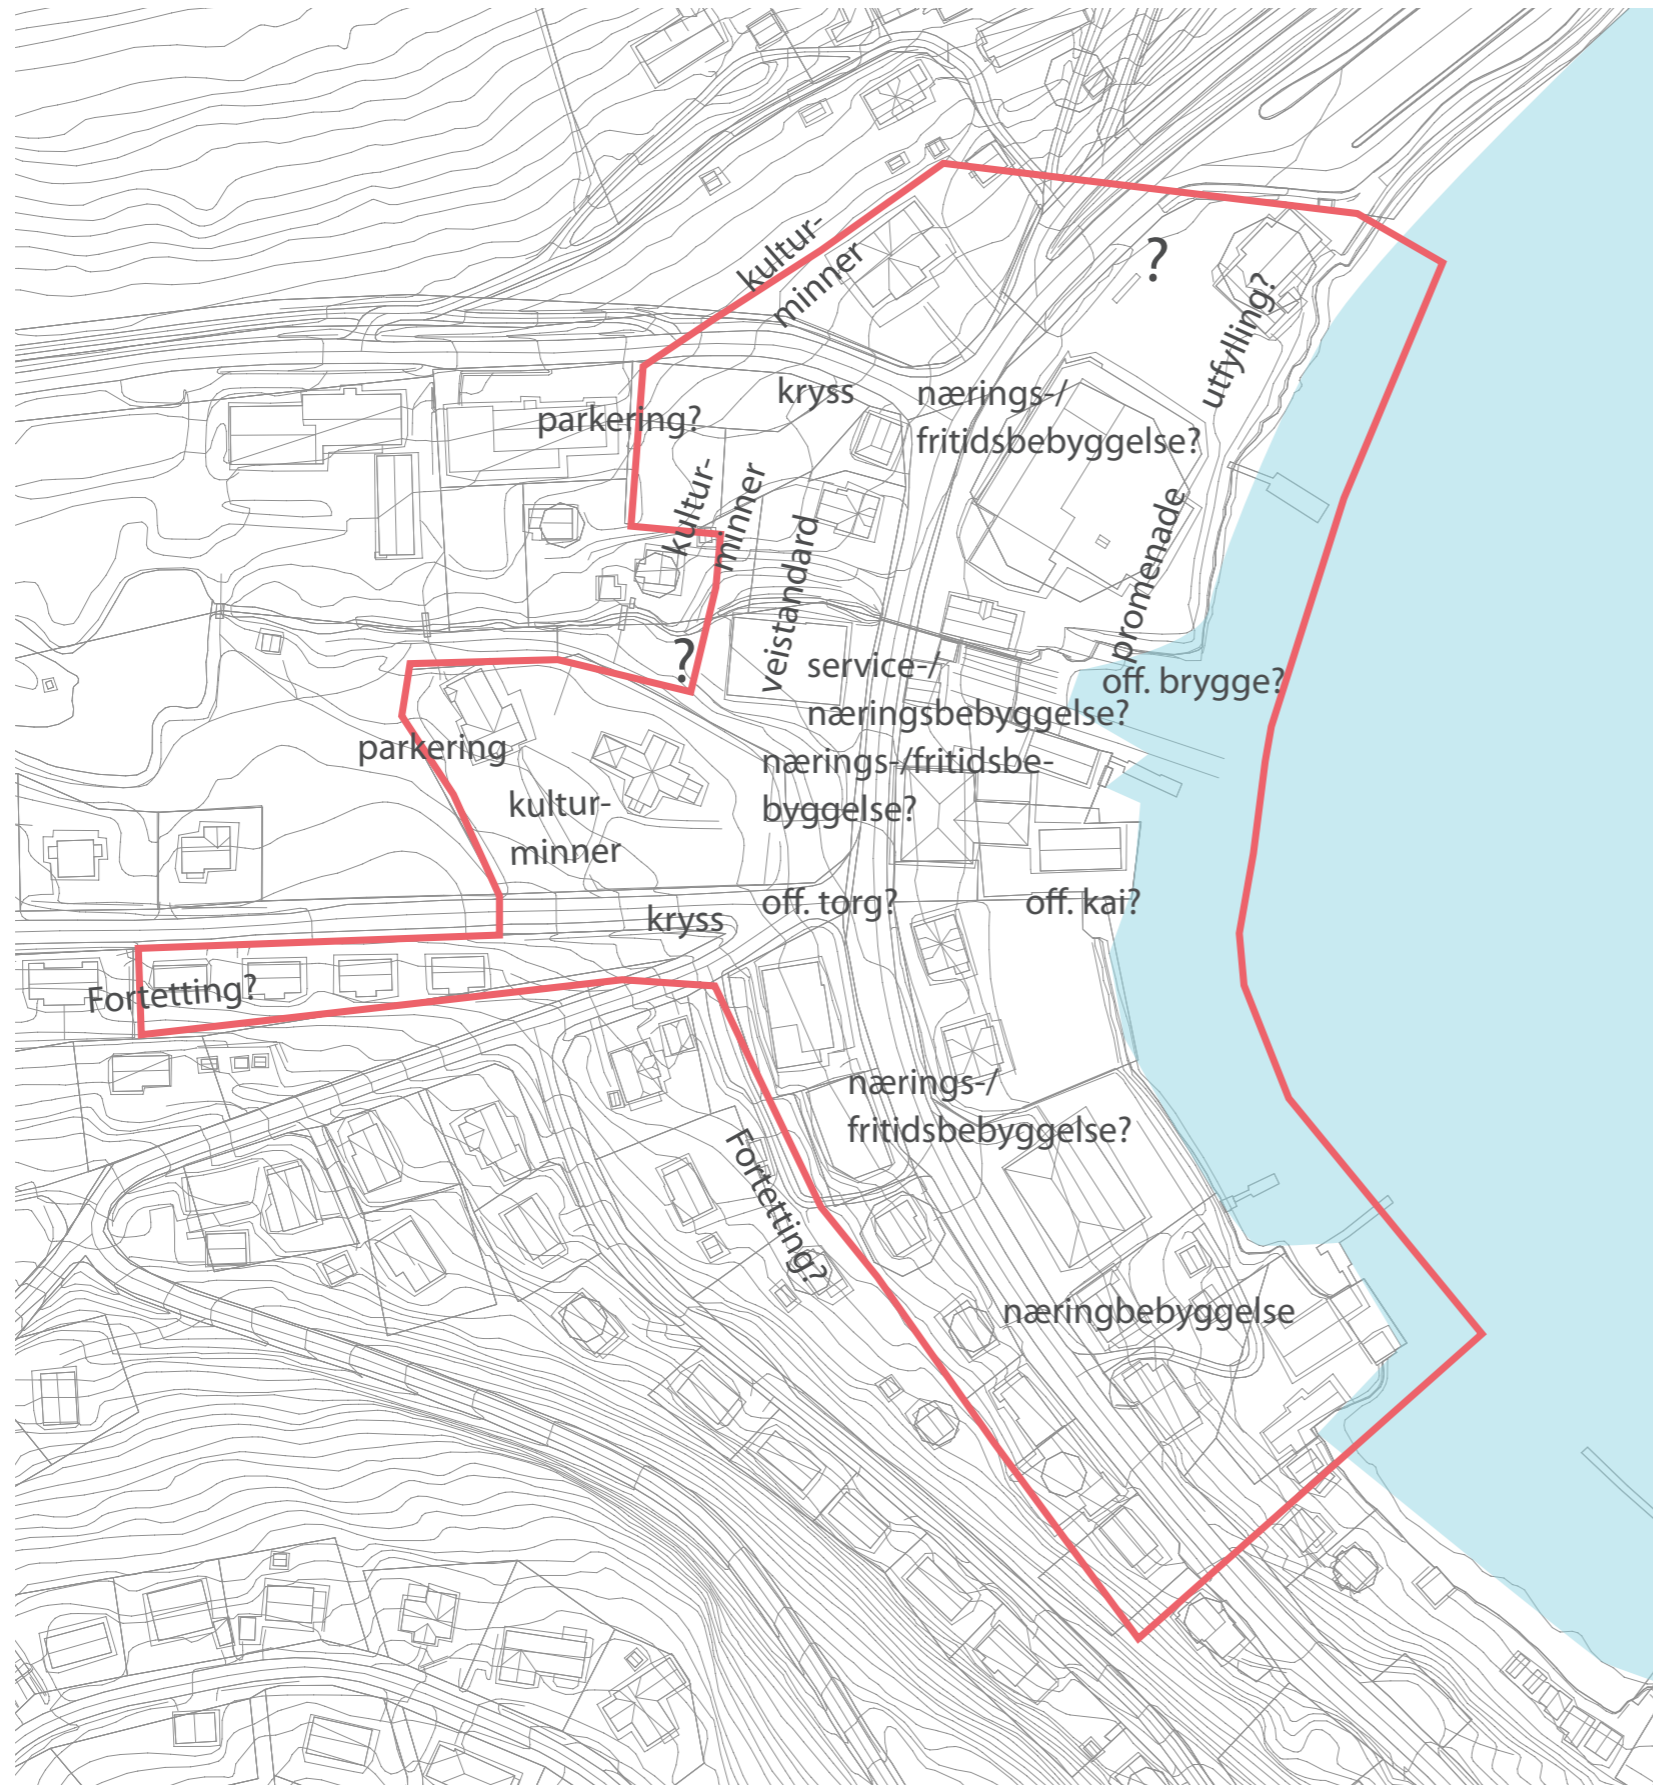 kultur-
minner
?
utfylling?
kryss
nærings-/
fritidsbebyggelse?
parkering?
kultur-
minner
veistandard
promenade
?
service-/
næringsbebyggelse?
off. brygge?
parkering
nærings-/fritidsbe-
byggelse?
kultur-
minner
off. torg?
off. kai?
kryss
Fortetting?
nærings-/
fritidsbebyggelse?
Fortetting?
næringbebyggelse